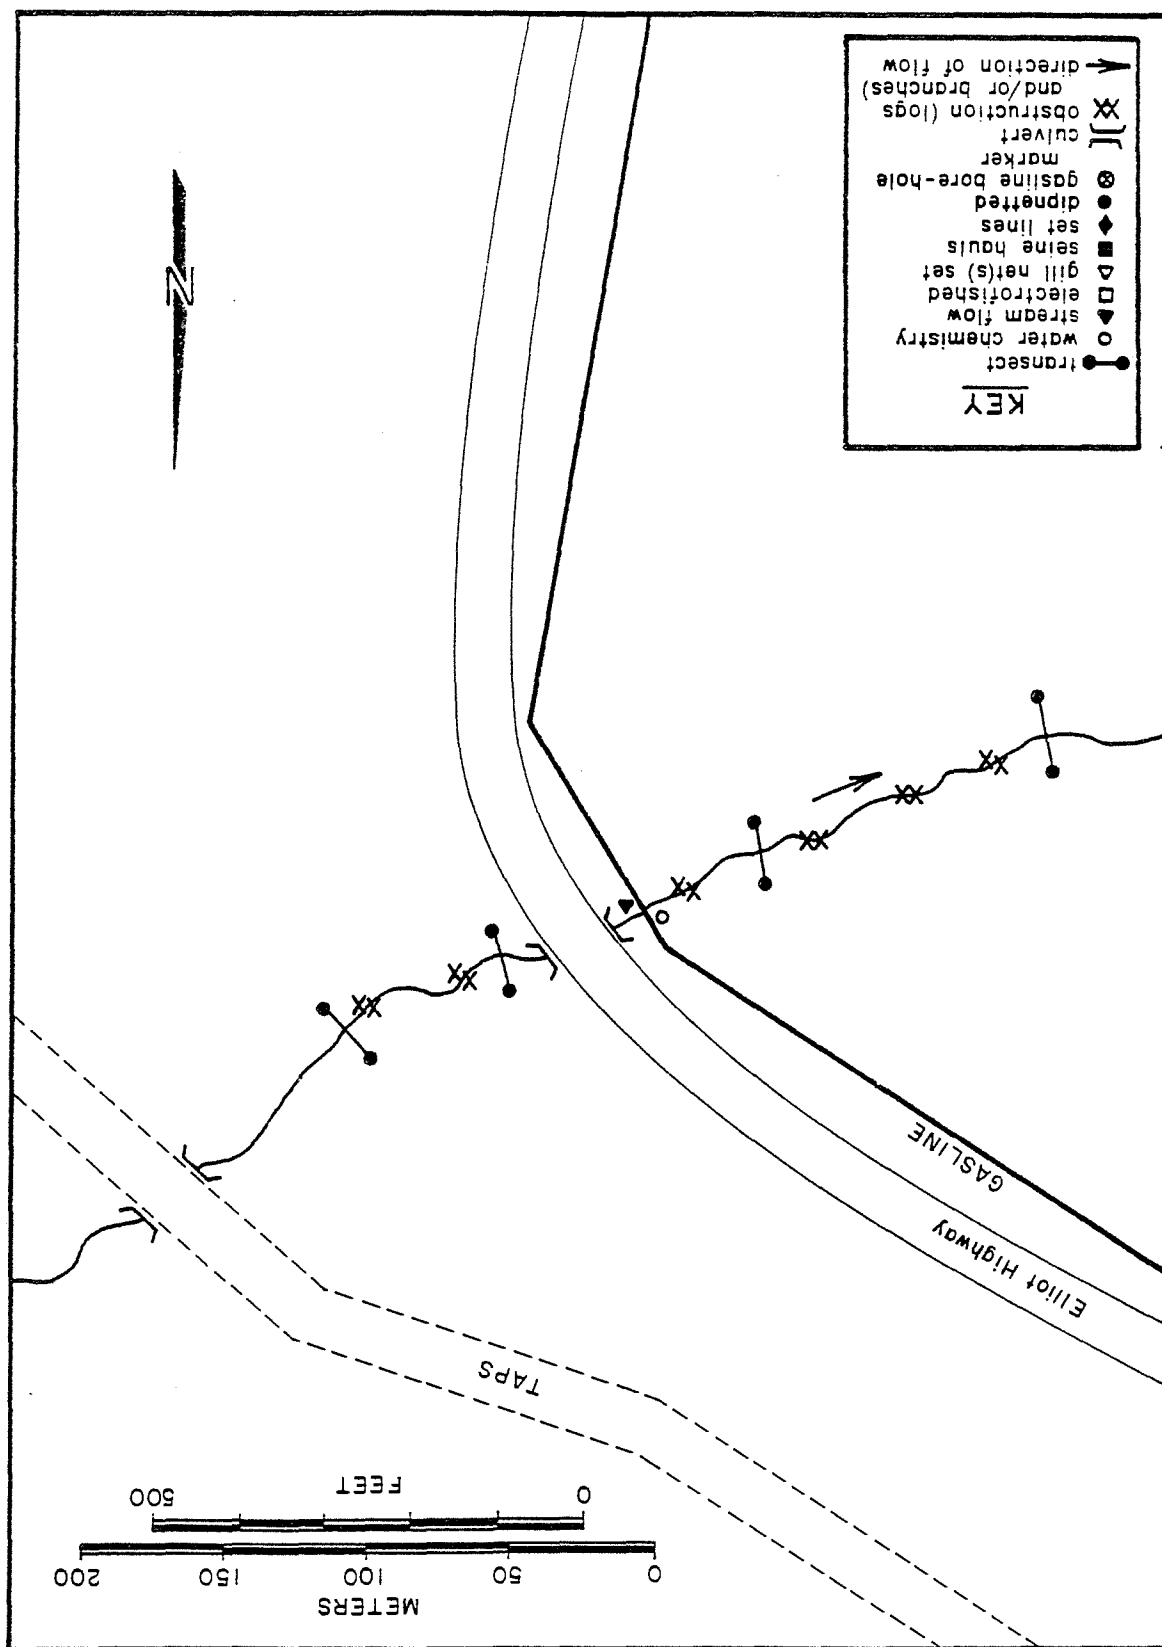 METERS
0 50 100 150 200
0 500
FEET
TAPS
Elliot Highway
GASLINE
KEY
transect
water chemistry
stream flow
electrofished
gill net(s) set
seine hauls
set lines
dipnetted
gasline bore-hole
marker
culvert
obstruction (logs
and/or branches)
direction of flow
N